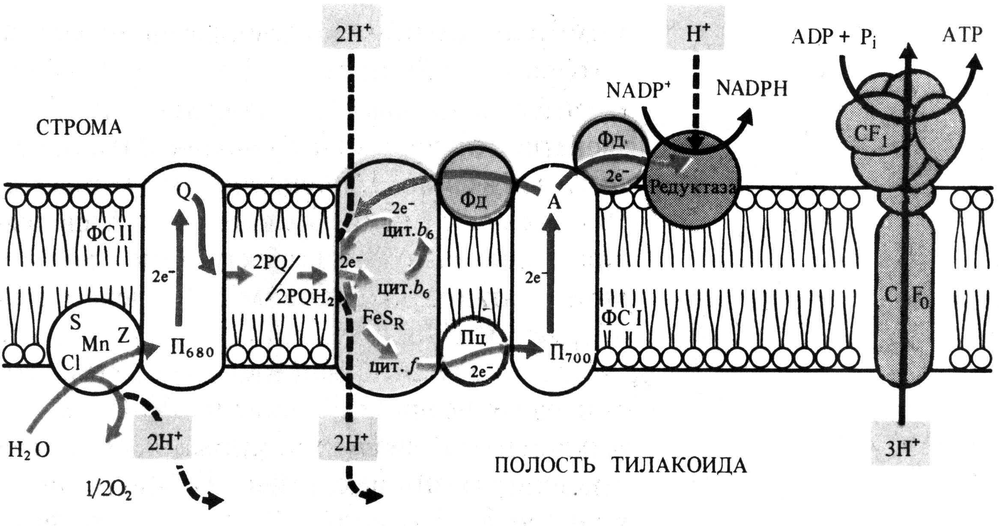 2H⁺
H⁺
ADP + Pᵢ
ATP
NADP⁺
NADPH
СТРОМА
CF₁
Фд
2e⁻
Редуктаза
Q
Фд
A
2e⁻
цит. b₆
ФС II
2e⁻
2PQ/
2PQH₂
2e⁻
цит. b₆
2e⁻
C F₀
FeS_R
ФС I
S
Mn
Z
Cl
П₆₈₀
Пц
2e⁻
П₇₀₀
цит. f
H₂O
2H⁺
2H⁺
3H⁺
ПОЛОСТЬ ТИЛАКОИДА
1/2O₂